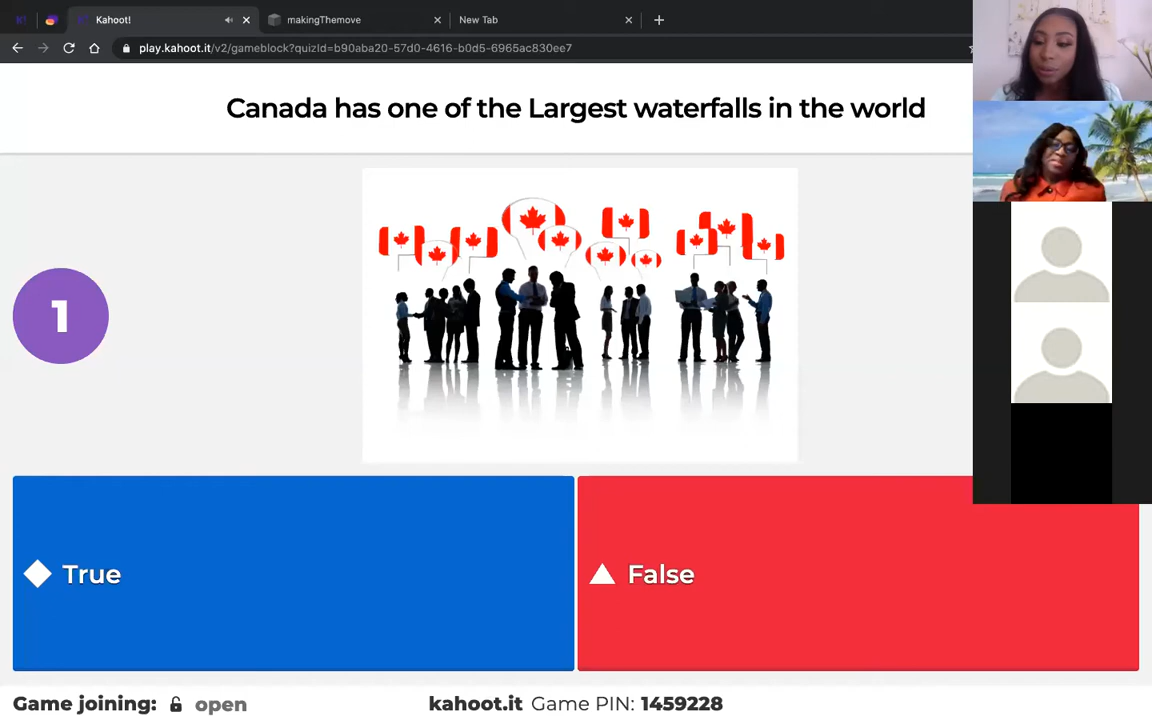 Kahoot!
makingThemove
New Tab
play.kahoot.it/v2/gameblock?quizId=b90aba20-57d0-4616-b0d5-6965ac830ee7
Canada has one of the Largest waterfalls in the world
1
True
False
Game joining: open
kahoot.it Game PIN: 1459228